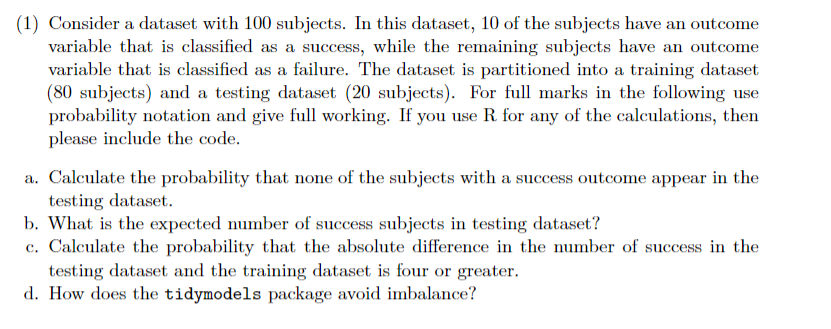 (1) Consider a dataset with 100 subjects. In this dataset, 10 of the subjects have an outcome
variable that is classified as a success, while the remaining subjects have an outcome
variable that is classified as a failure. The dataset is partitioned into a training dataset
(80 subjects) and a testing dataset (20 subjects). For full marks in the following use
probability notation and give full working. If you use R for any of the calculations, then
please include the code.
a. Calculate the probability that none of the subjects with a success outcome appear in the
testing dataset.
b. What is the expected number of success subjects in testing dataset?
c. Calculate the probability that the absolute difference in the number of success in the
testing dataset and the training dataset is four or greater.
d. How does the tidymodels package avoid imbalance?